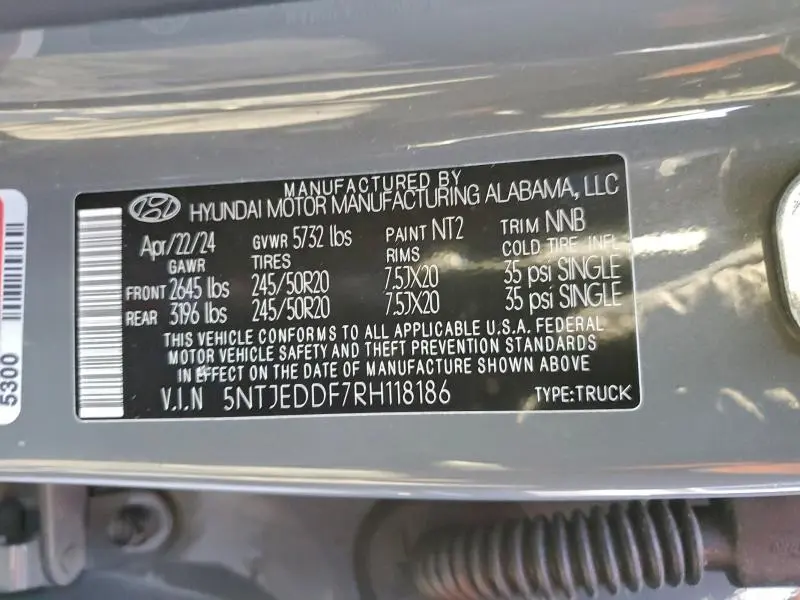 MANUFACTURED BY
HYUNDAI MOTOR MANUFACTURING ALABAMA, LLC
Apr/22/24 GVWR 5732 lbs PAINT NT2 TRIM NNB
GAWR TIRES RIMS COLD TIRE INFL
FRONT 2645 lbs 245/50R20 7.5JX20 35 psi SINGLE
REAR 3196 lbs 245/50R20 7.5JX20 35 psi SINGLE
THIS VEHICLE CONFORMS TO ALL APPLICABLE U.S.A. FEDERAL
MOTOR VEHICLE SAFETY AND THEFT PREVENTION STANDARDS
IN EFFECT ON THE DATE OF MANUFACTURE SHOWN ABOVE
V.I.N 5NTJEDDF7RH118186 TYPE:TRUCK
5300